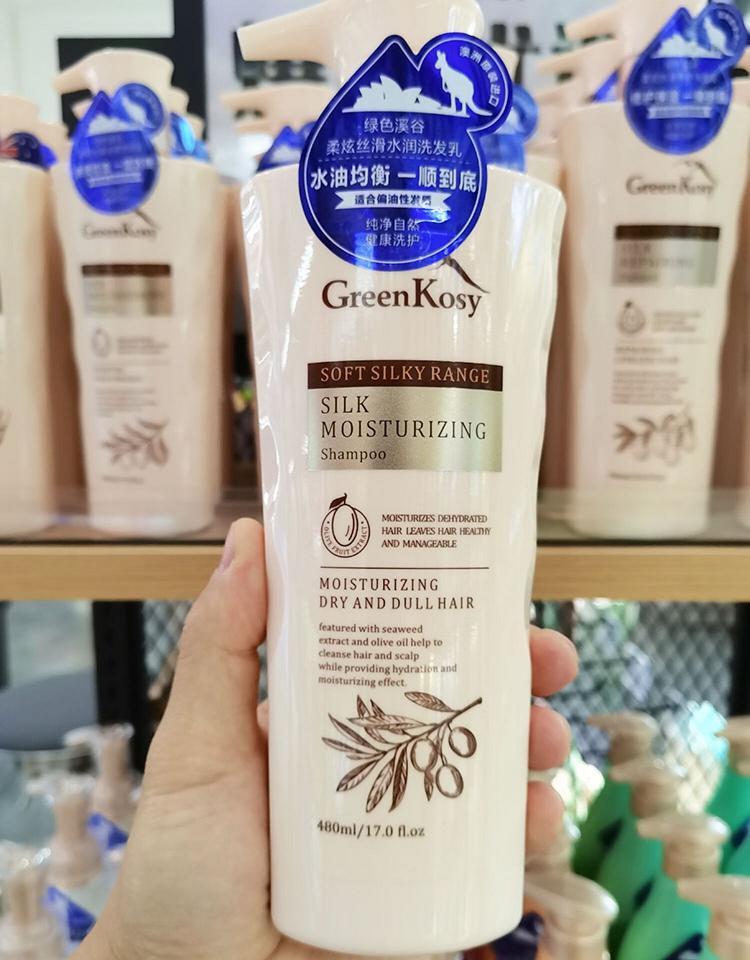 澳洲原装进口
绿色溪谷
柔炫丝滑水润洗发乳
水油均衡 一顺到底
适合偏油性发质
纯净自然
健康洗护
GreenKosy
SOFT SILKY RANGE
SILK
MOISTURIZING
Shampoo
OLIVE FRUIT EXTRACT
MOISTURIZES DEHYDRATED
HAIR LEAVES HAIR HEALTHY
AND MANAGEABLE
MOISTURIZING
DRY AND DULL HAIR
featured with seaweed
extract and olive oil help to
cleanse hair and scalp
while providing hydration and
moisturizing effect.
480ml/17.0 fl.oz
GreenKosy
GreenKosy
SILK